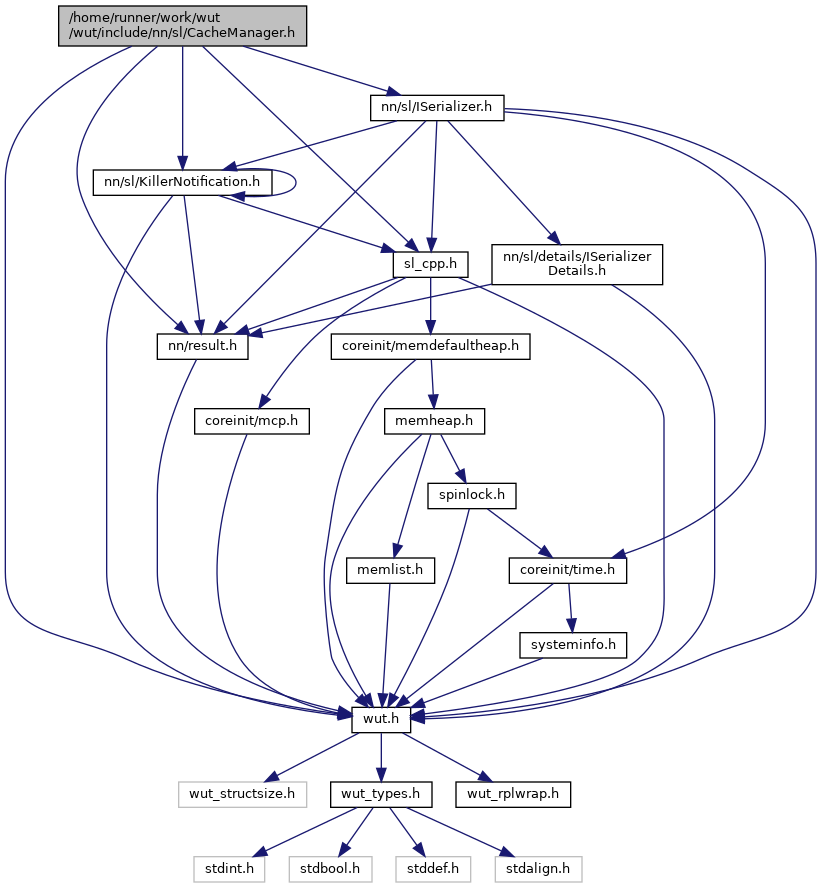 /home/runner/work/wut
/wut/include/nn/sl/CacheManager.h
nn/sl/ISerializer.h
nn/sl/KillerNotification.h
sl_cpp.h
nn/sl/details/ISerializer
Details.h
nn/result.h
coreinit/memdefaultheap.h
coreinit/mcp.h
memheap.h
spinlock.h
memlist.h
coreinit/time.h
systeminfo.h
wut.h
wut_structsize.h
wut_types.h
wut_rplwrap.h
stdint.h
stdbool.h
stddef.h
stdalign.h